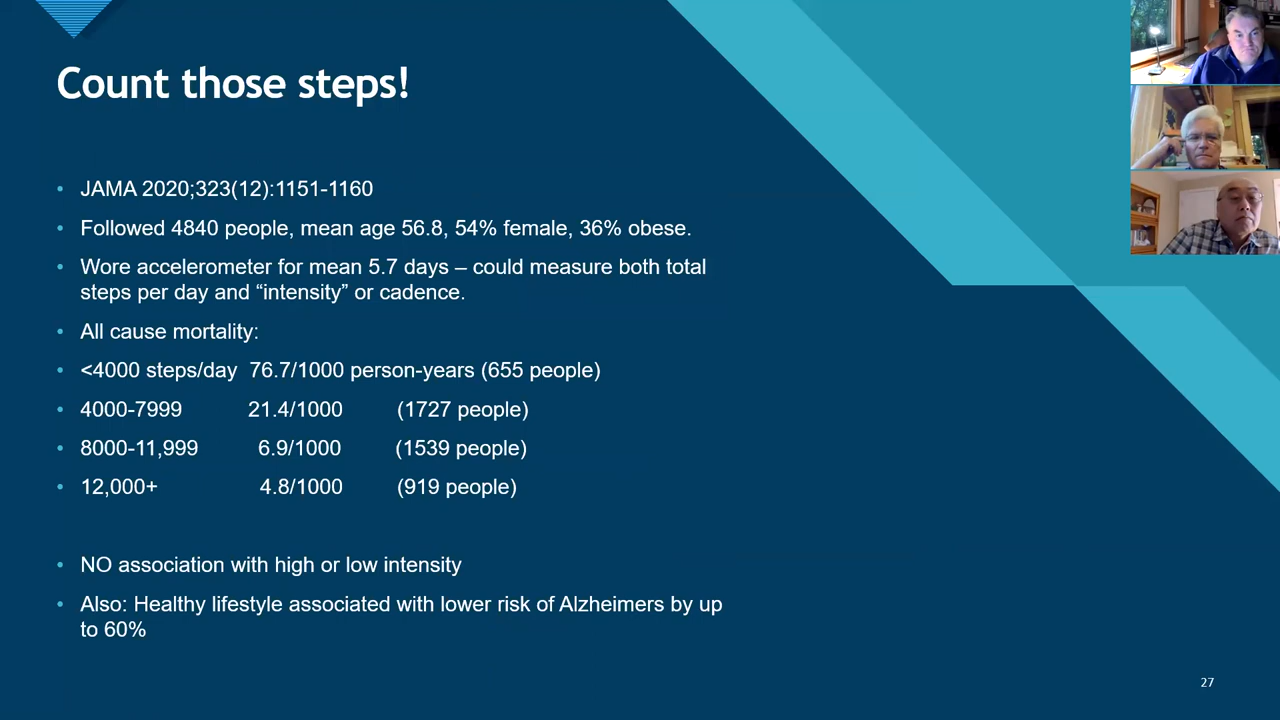 Count those steps!
• JAMA 2020;323(12):1151-1160
• Followed 4840 people, mean age 56.8, 54% female, 36% obese.
• Wore accelerometer for mean 5.7 days – could measure both total
steps per day and “intensity” or cadence.
• All cause mortality:
• <4000 steps/day 76.7/1000 person-years (655 people)
• 4000-7999 21.4/1000 (1727 people)
• 8000-11,999 6.9/1000 (1539 people)
• 12,000+ 4.8/1000 (919 people)
• NO association with high or low intensity
• Also: Healthy lifestyle associated with lower risk of Alzheimers by up
to 60%
27